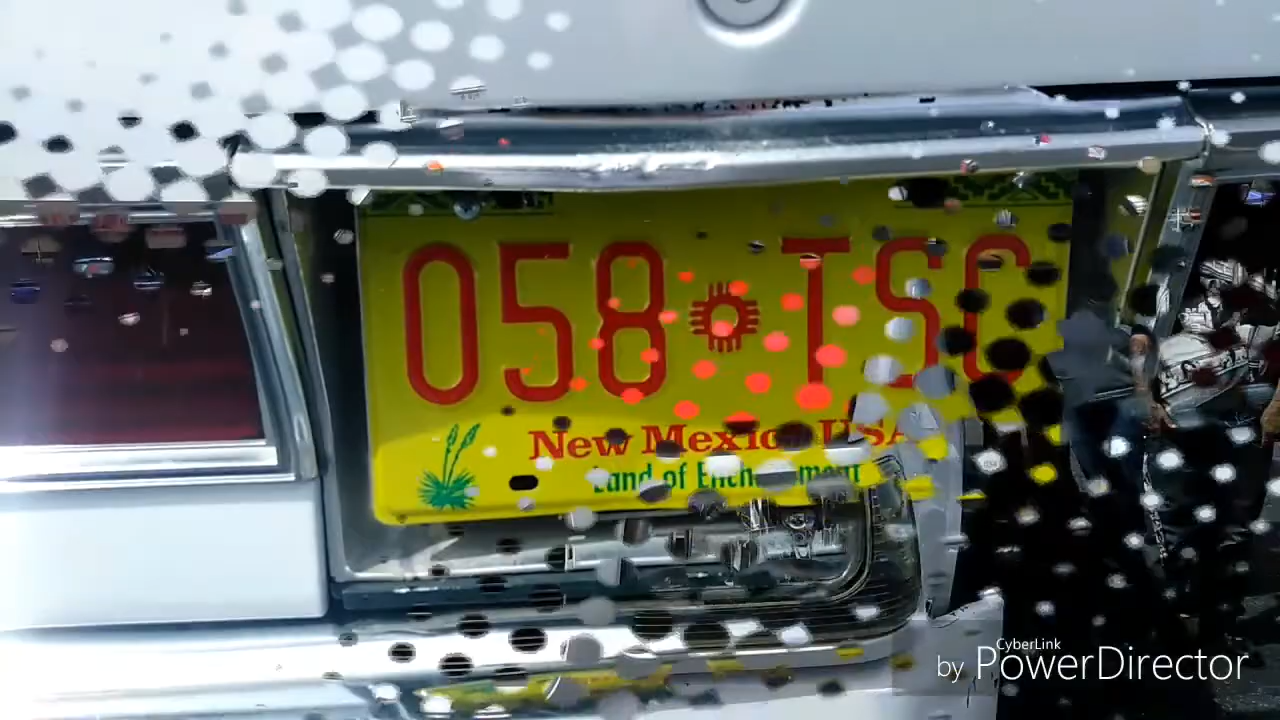 058 TSC
New Mexico USA
Land of Enchantment
CyberLink
by PowerDirector